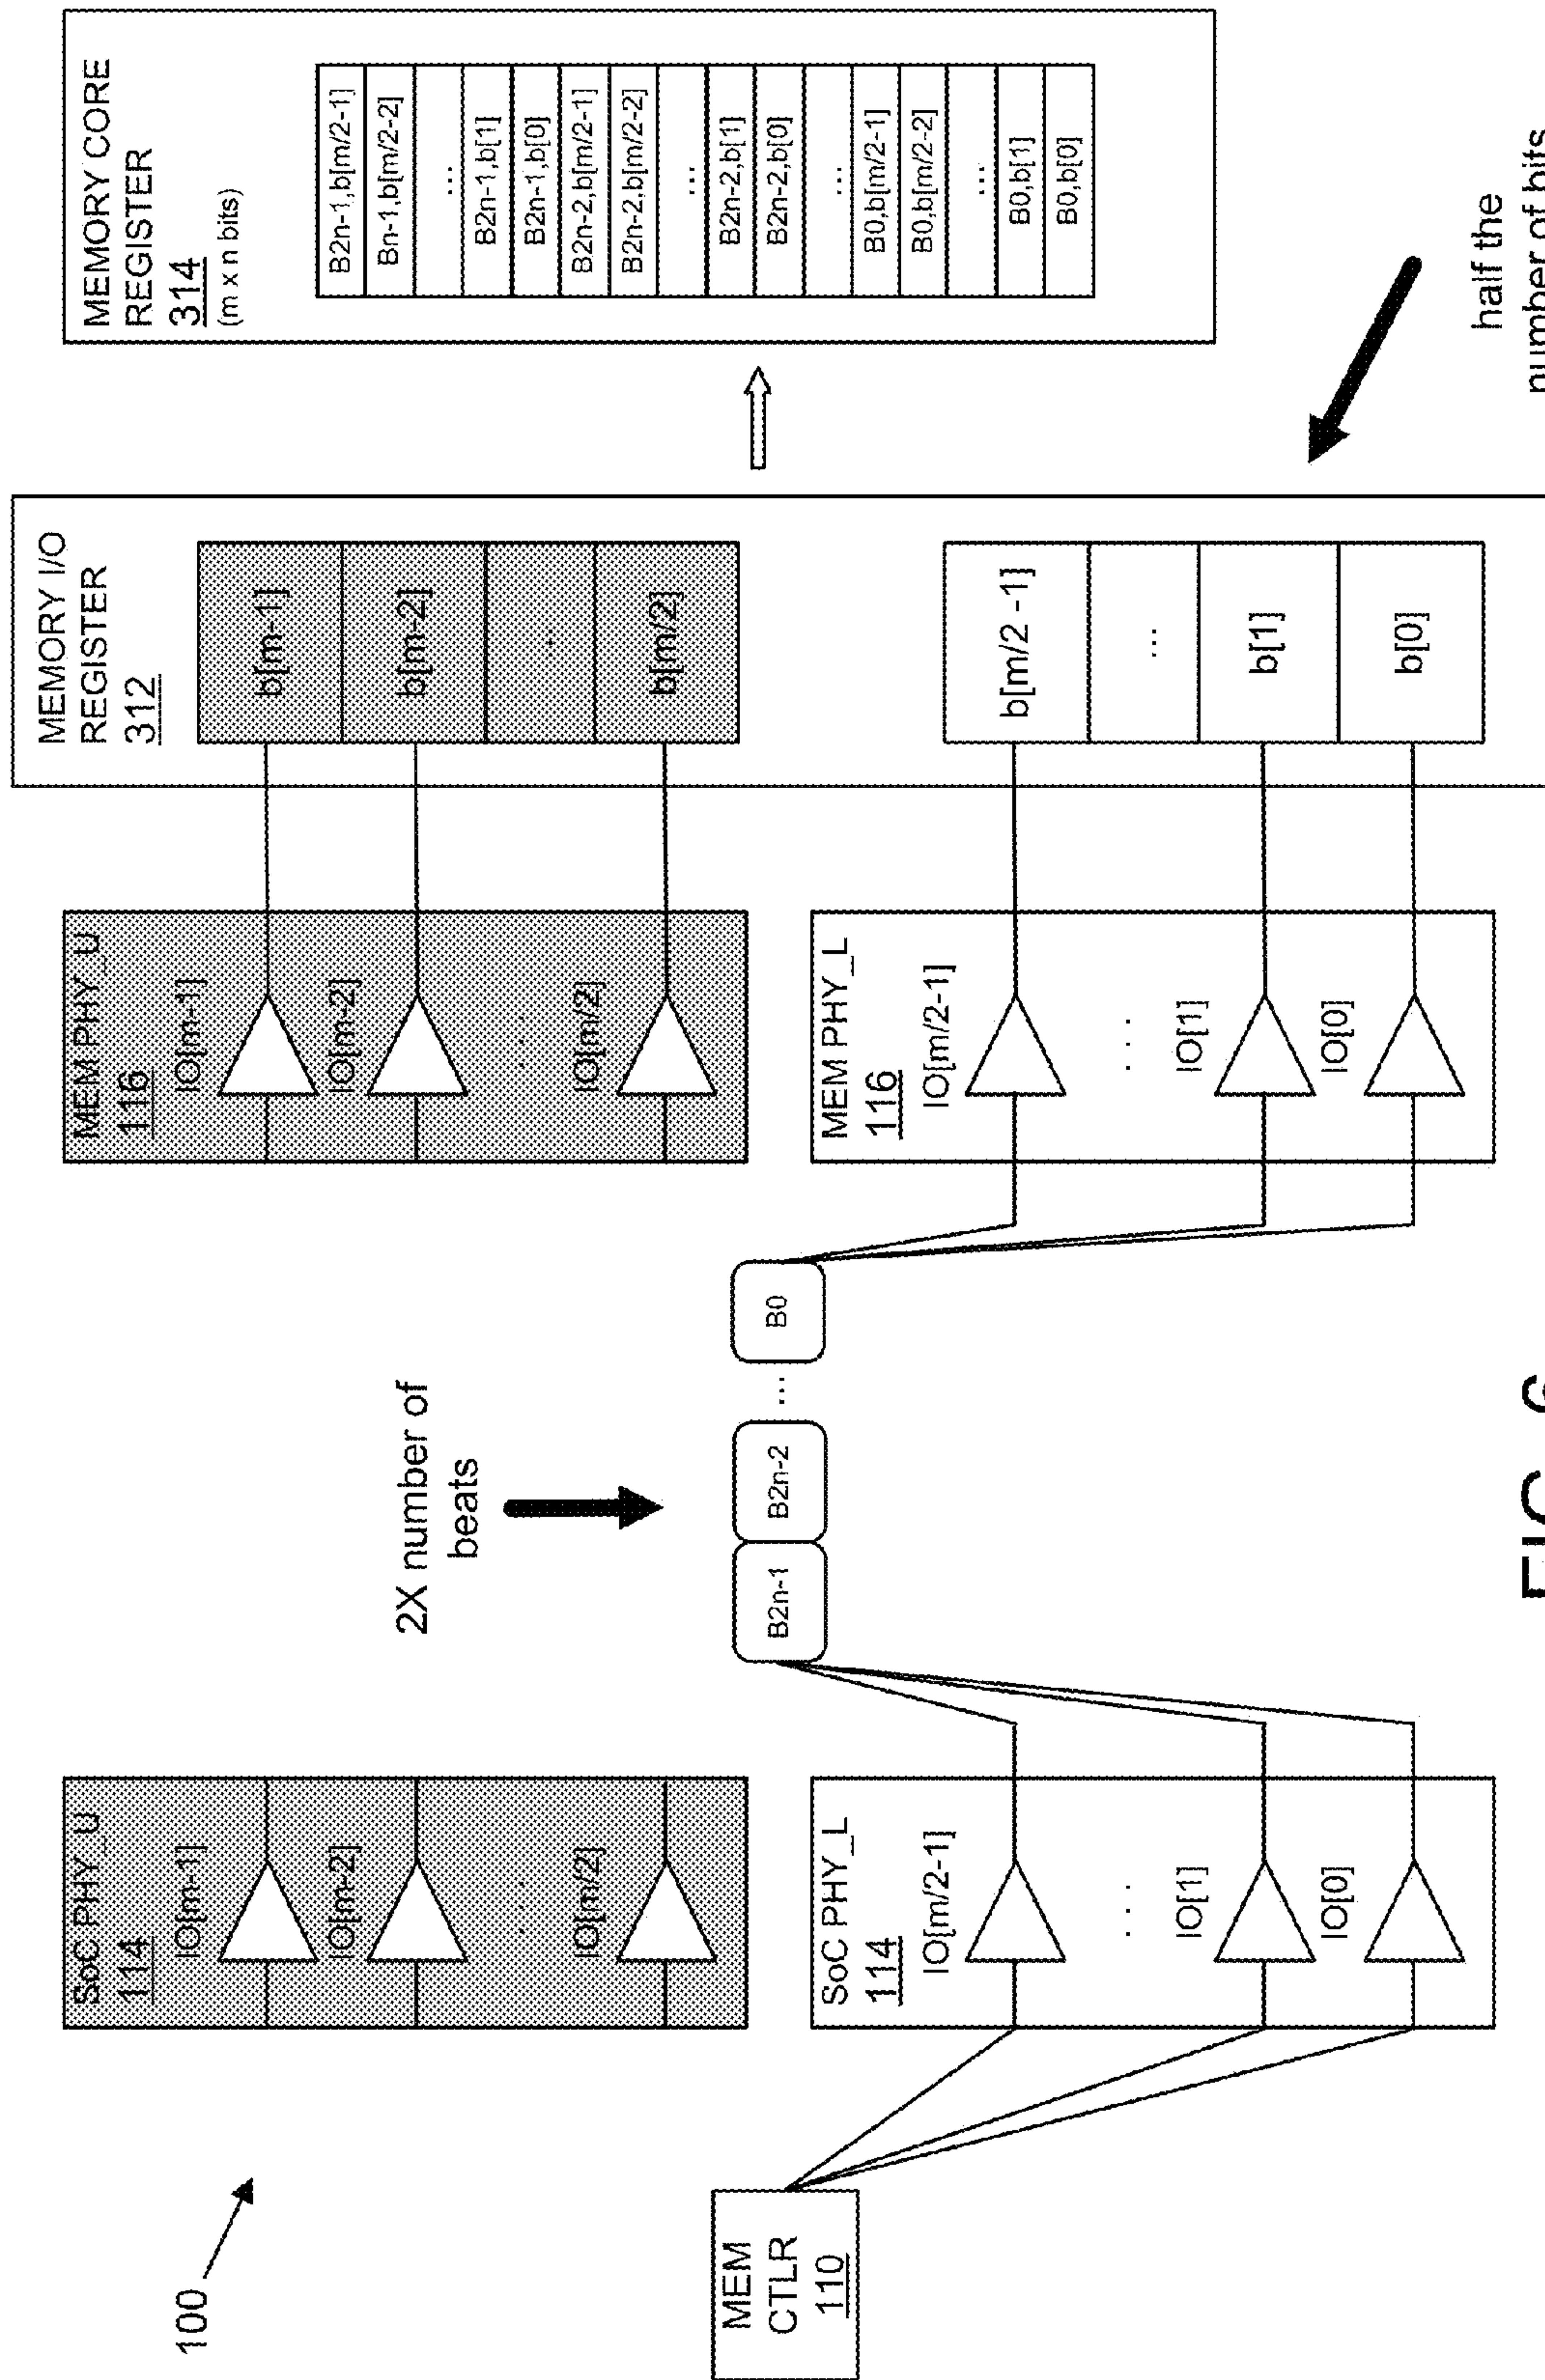 100
MEM
CTLR
110
SoC PHY_U
114
IO[m-1]
IO[m-2]
. . .
IO[m/2]
SoC PHY_L
114
IO[m/2-1]
. . .
IO[1]
IO[0]
2X number of
beats
B2n-1
B2n-2
...
B0
MEM PHY_U
116
IO[m-1]
IO[m-2]
. . .
IO[m/2]
MEM PHY_L
116
IO[m/2-1]
. . .
IO[1]
IO[0]
MEMORY I/O
REGISTER
312
b[m-1]
b[m-2]
...
b[m/2]
b[m/2 -1]
...
b[1]
b[0]
MEMORY CORE
REGISTER
314
(m x n bits)
B2n-1,b[m/2-1]
Bn-1,b[m/2-2]
...
B2n-1,b[1]
B2n-1,b[0]
B2n-2,b[m/2-1]
B2n-2,b[m/2-2]
...
B2n-2,b[1]
B2n-2,b[0]
...
B0,b[m/2-1]
B0,b[m/2-2]
...
B0,b[1]
B0,b[0]
half the
number of bits
FIG.